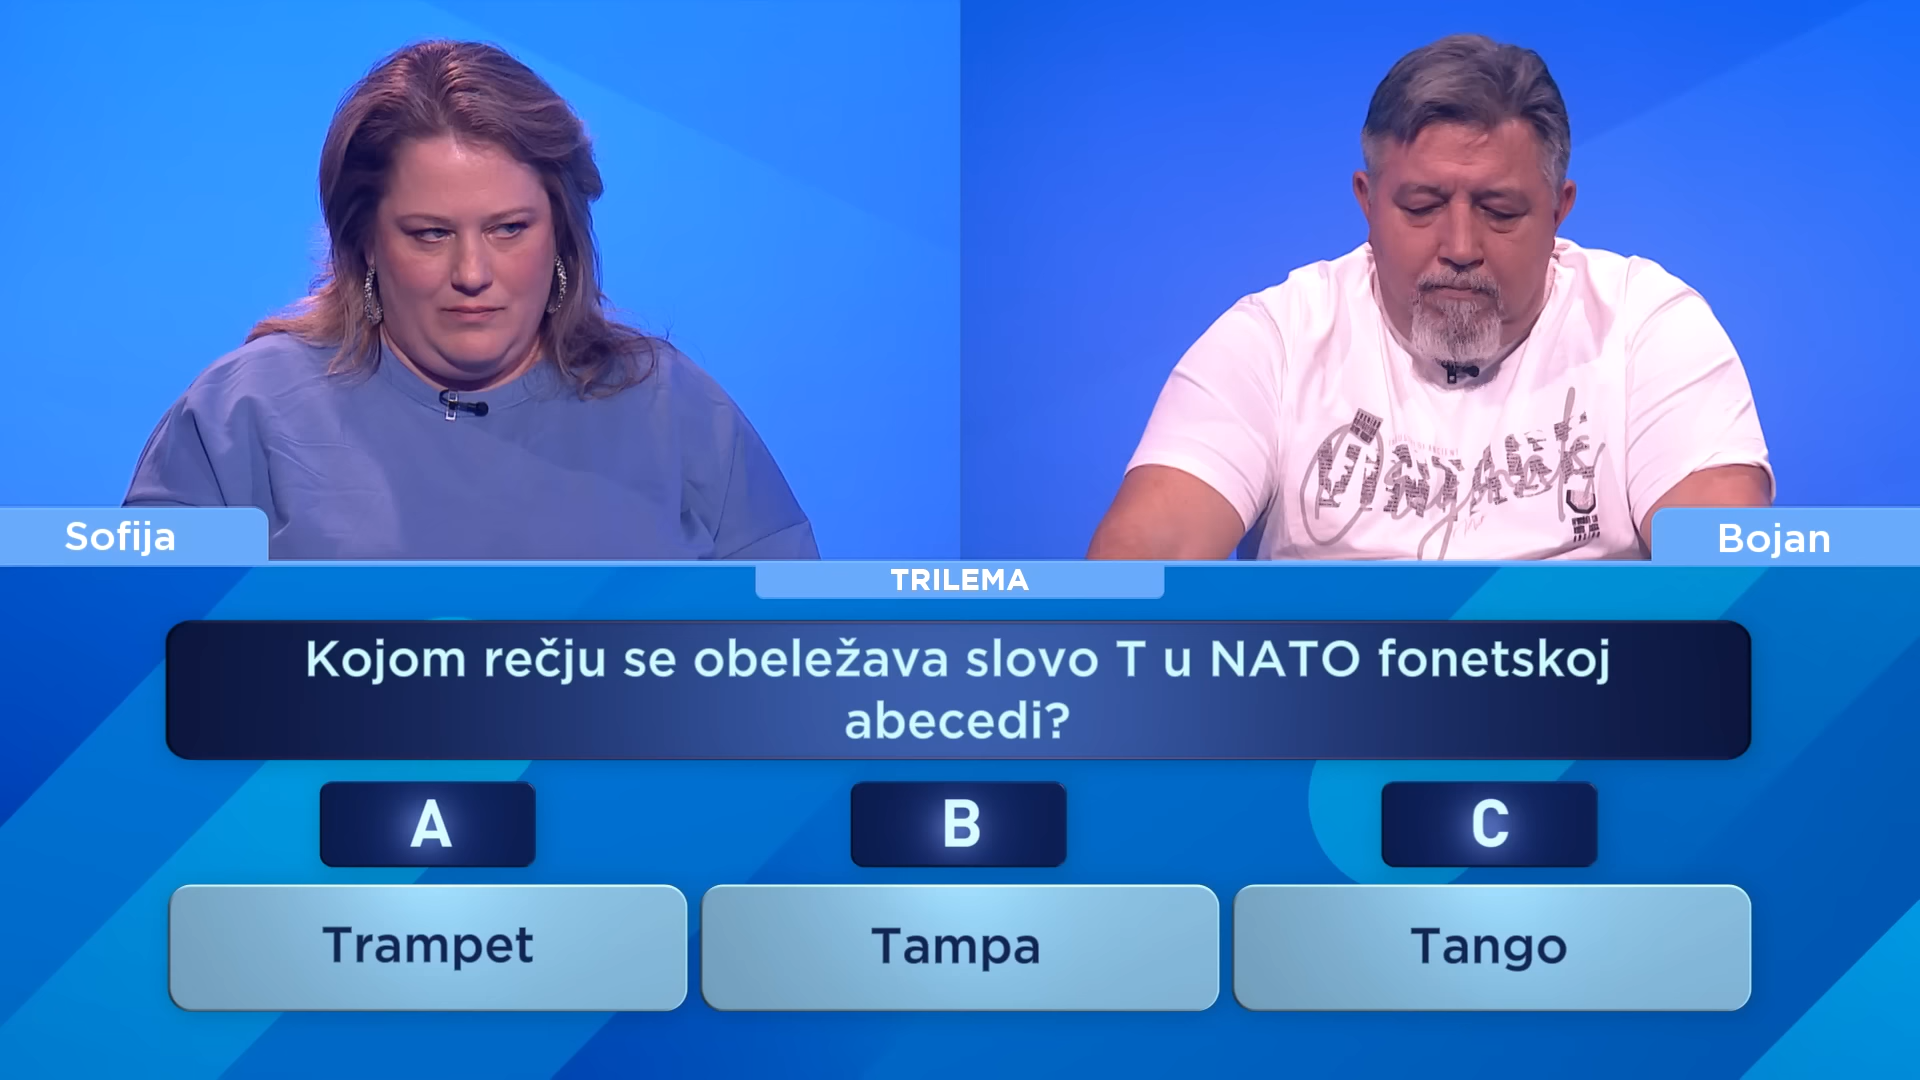 Sofija
Bojan
TRILEMA
Kojom rečju se obeležava slovo T u NATO fonetskoj
abecedi?
A
B
C
Trampet
Tampa
Tango